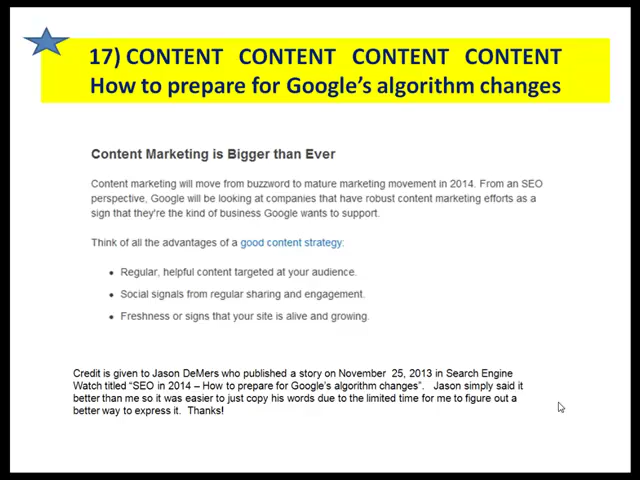 17) CONTENT CONTENT CONTENT CONTENT
How to prepare for Google's algorithm changes
Content Marketing is Bigger than Ever
Content marketing will move from buzzword to mature marketing movement in 2014. From an SEO
perspective, Google will be looking at companies that have robust content marketing efforts as a
sign that they're the kind of business Google wants to support.
Think of all the advantages of a good content strategy:
• Regular, helpful content targeted at your audience.
• Social signals from regular sharing and engagement.
• Freshness or signs that your site is alive and growing.
Credit is given to Jason DeMers who published a story on November 25, 2013 in Search Engine
Watch titled "SEO in 2014 – How to prepare for Google's algorithm changes". Jason simply said it
better than me so it was easier to just copy his words due to the limited time for me to figure out a
better way to express it. Thanks!